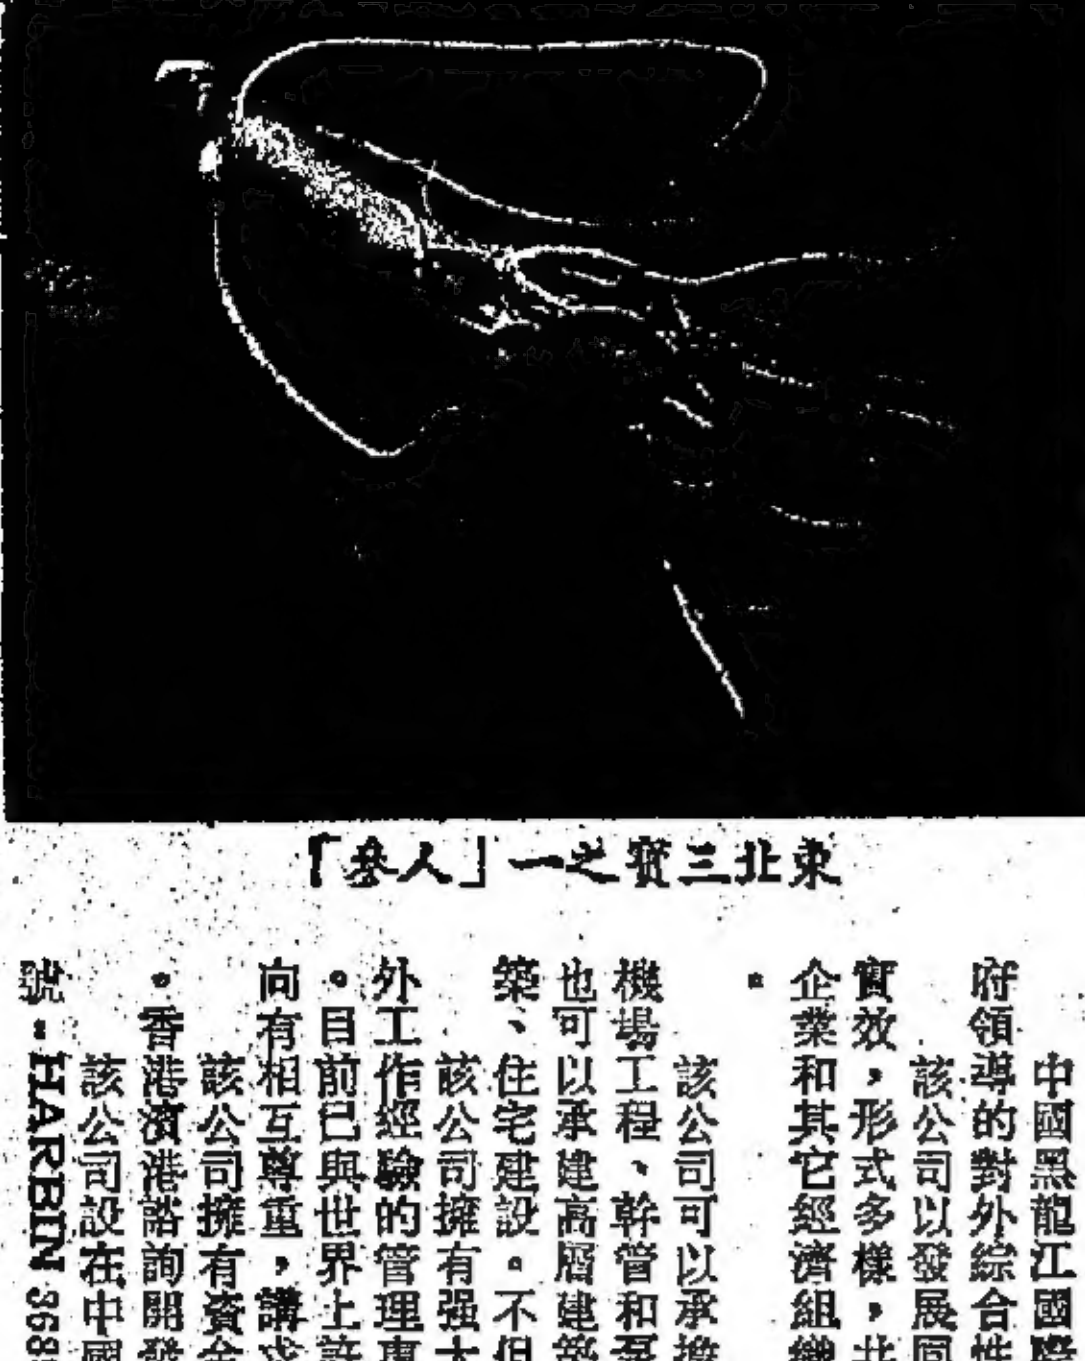 東北三寶之一「人參」
中國黑龍江國際
府領導的對外綜合性
該公司以發展同
實效，形式多樣，共
企業和其它經濟組織
。
該公司可以承擔
機場工程、幹管和泵
也可以承建高層建築
築、住宅建設。不但
該公司擁有强大
外工作經驗的管理專
。目前已與世界上許
向有相互尊重，講求
該公司擁有資金
。香港濱港諮詢開發
該公司設在中國
號。HARBIN 368